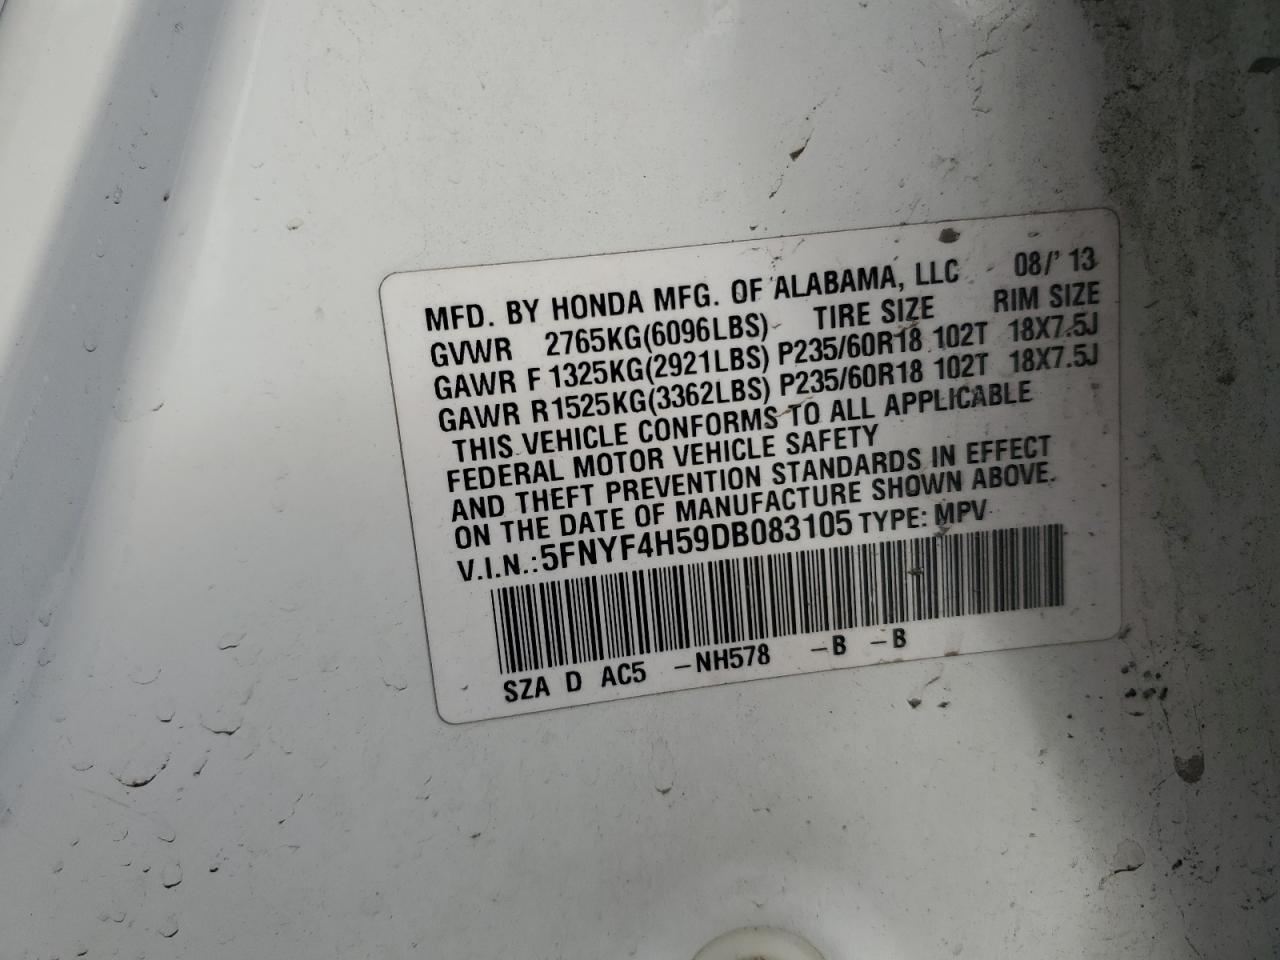 MFD. BY HONDA MFG. OF ALABAMA, LLC 08/'13
GVWR 2765KG(6096LBS) TIRE SIZE RIM SIZE
GAWR F 1325KG(2921LBS) P235/60R18 102T 18X7.5J
GAWR R 1525KG(3362LBS) P235/60R18 102T 18X7.5J
THIS VEHICLE CONFORMS TO ALL APPLICABLE
FEDERAL MOTOR VEHICLE SAFETY
AND THEFT PREVENTION STANDARDS IN EFFECT
ON THE DATE OF MANUFACTURE SHOWN ABOVE.
V.I.N.: 5FNYF4H59DB083105 TYPE: MPV
SZA D AC5 -NH578 -B -B